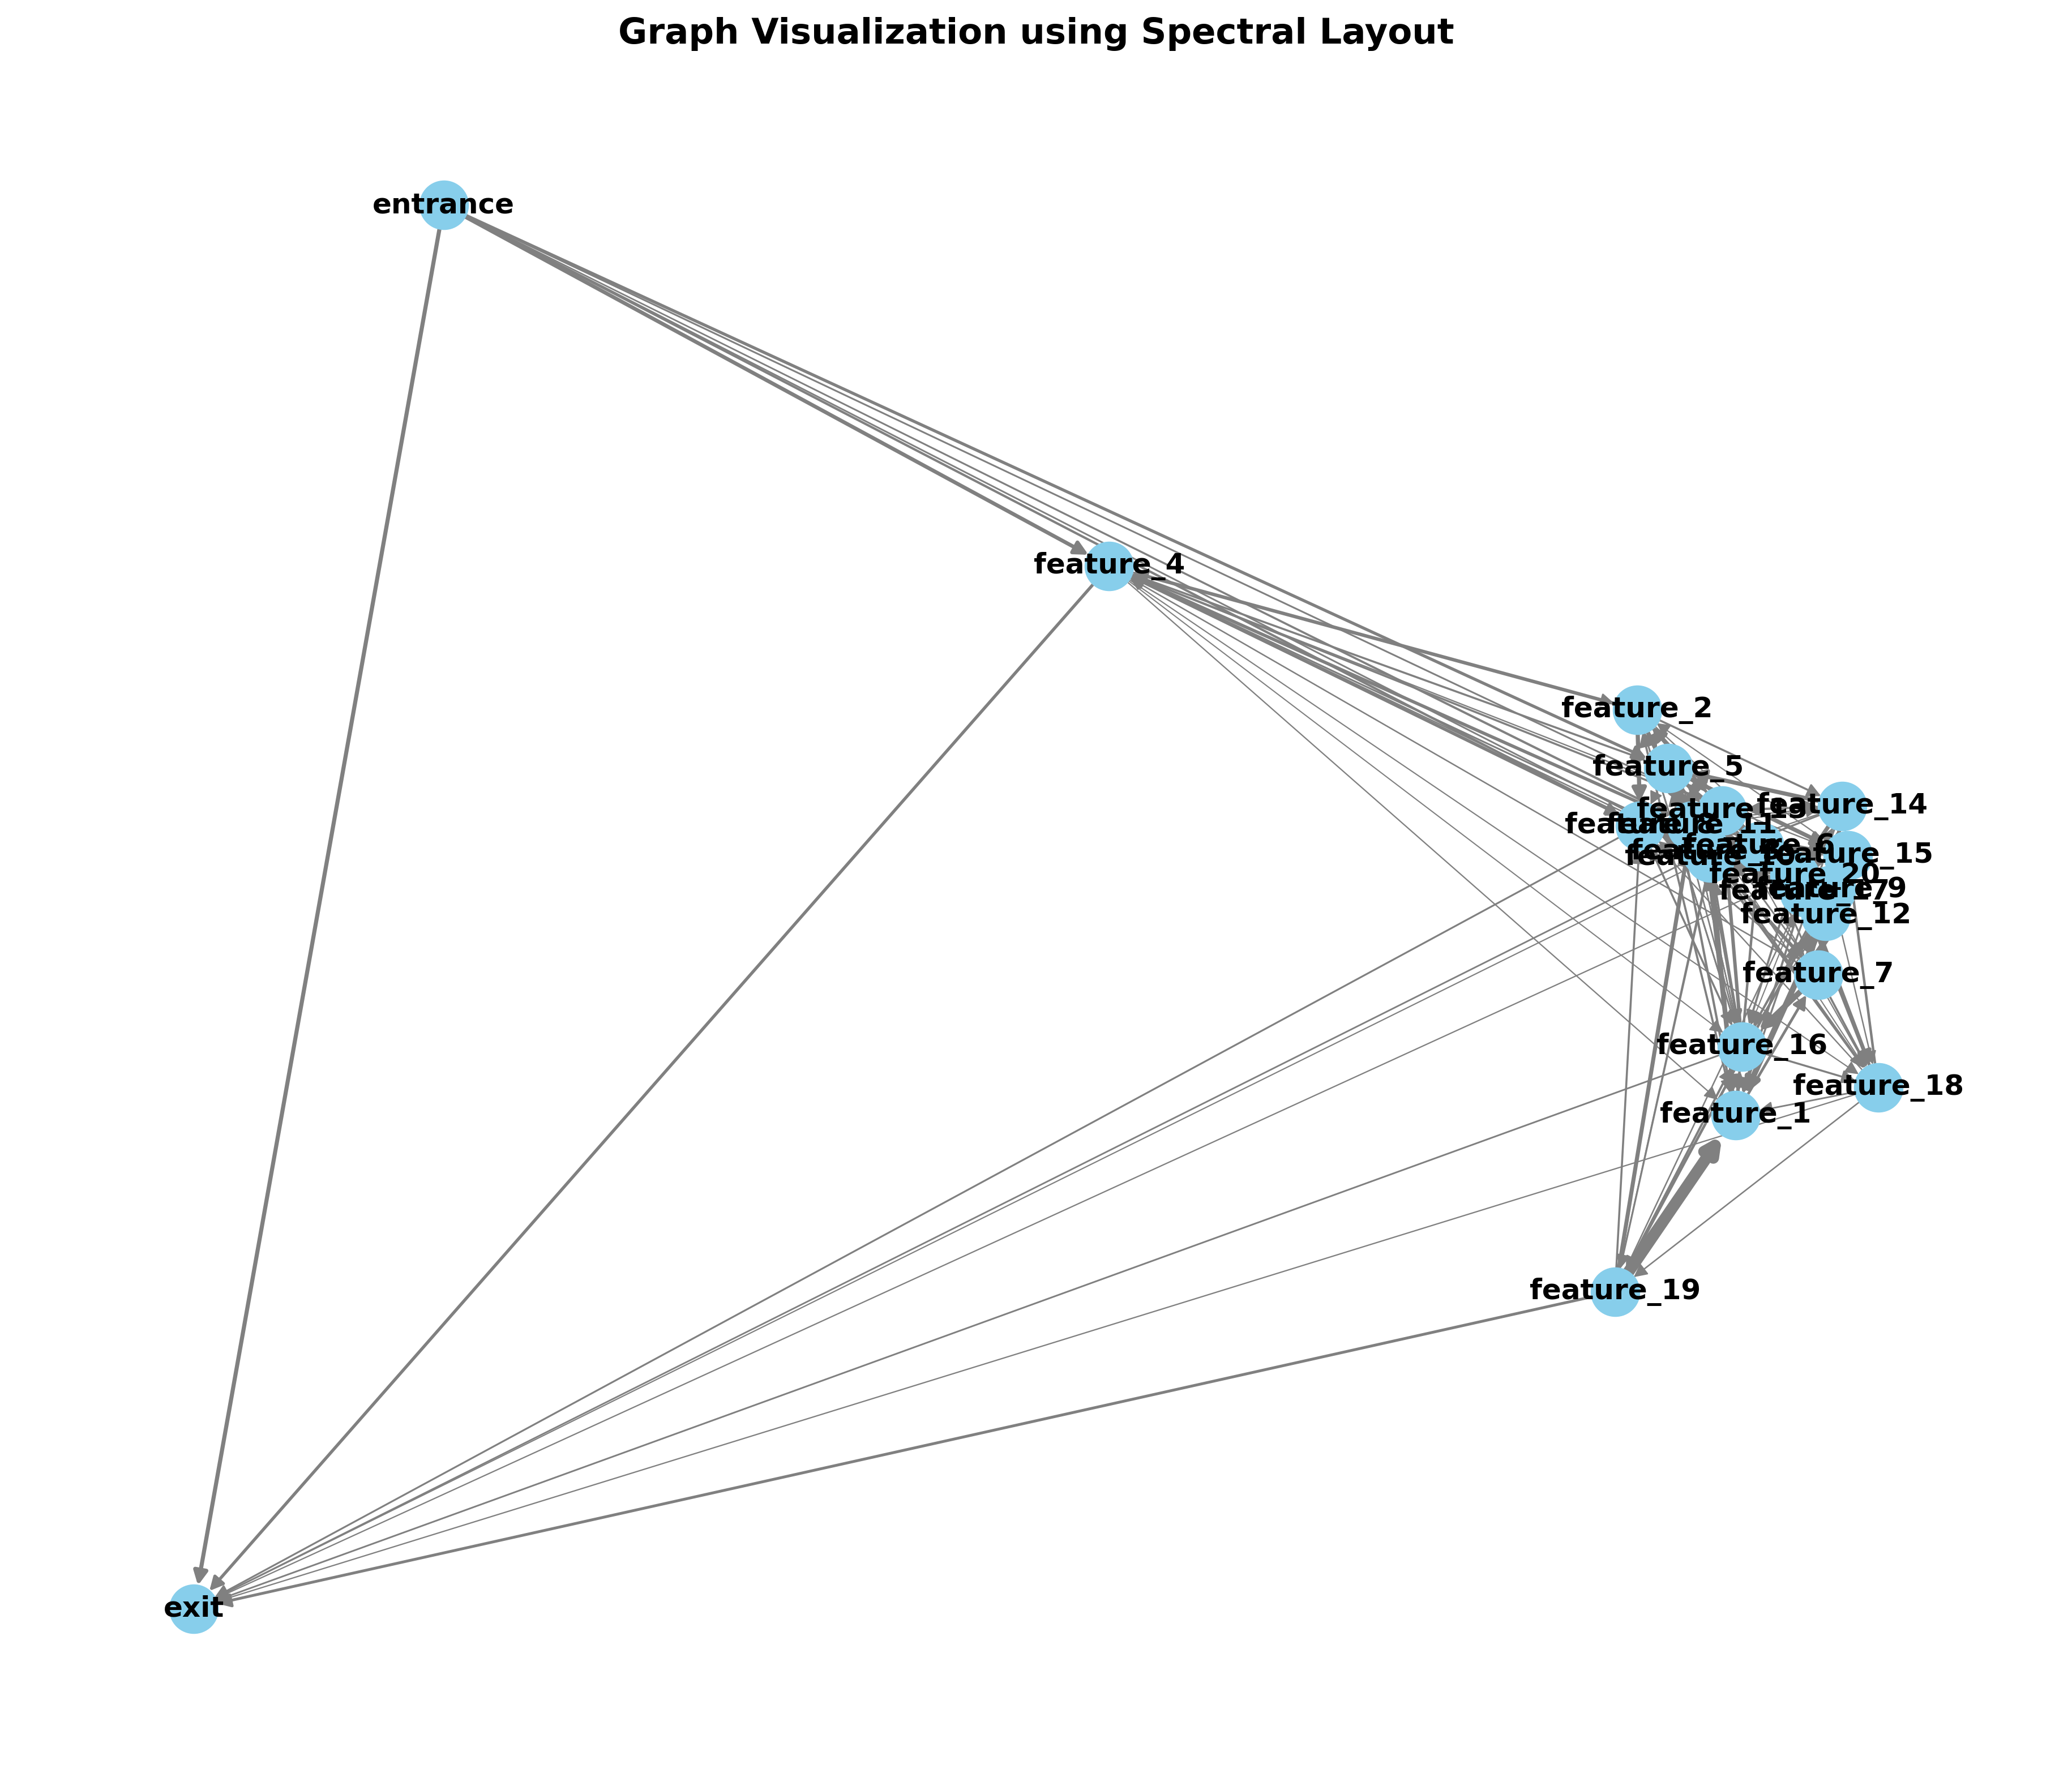 Graph Visualization using Spectral Layout
entrance
feature_4
feature_2
feature_5
feature_14
feature_13
feature_8
feature_11
feature_6
feature_15
feature_10
feature_20
feature_9
feature_17
feature_12
feature_7
feature_16
feature_18
feature_1
feature_19
exit